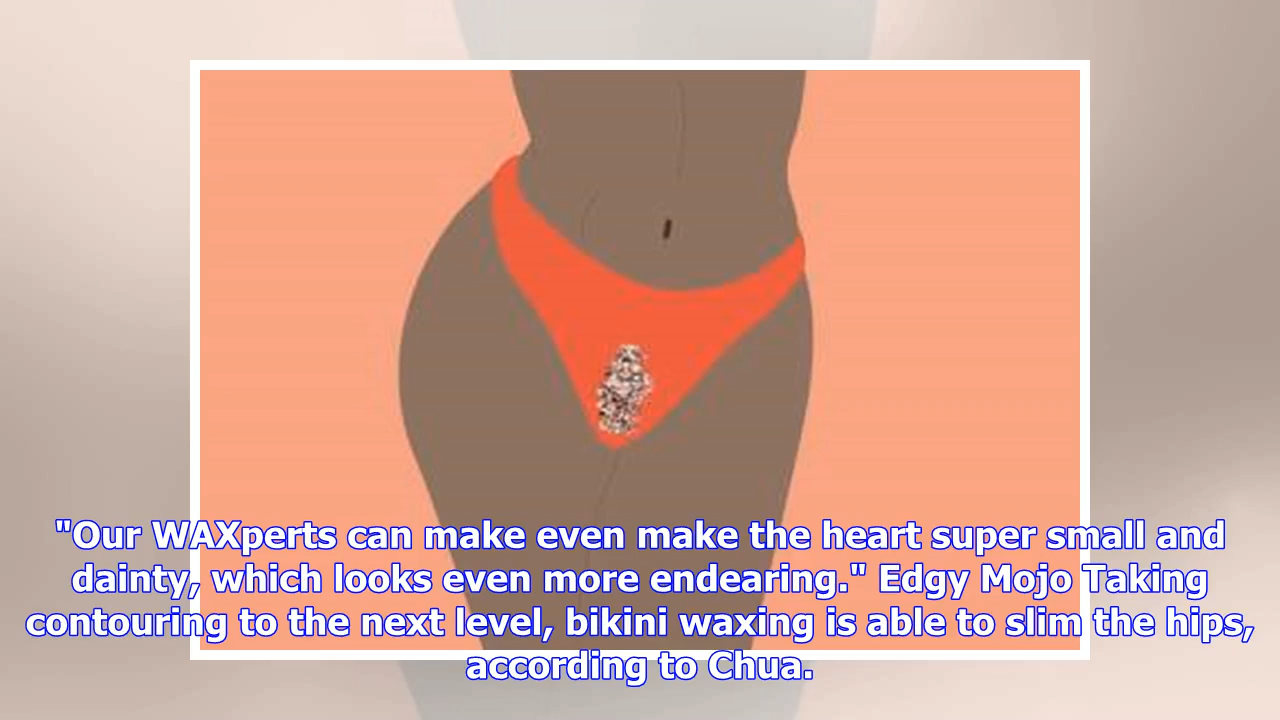 "Our WAXperts can make even make the heart super small and
dainty, which looks even more endearing." Edgy Mojo Taking
contouring to the next level, bikini waxing is able to slim the hips,
according to Chua.